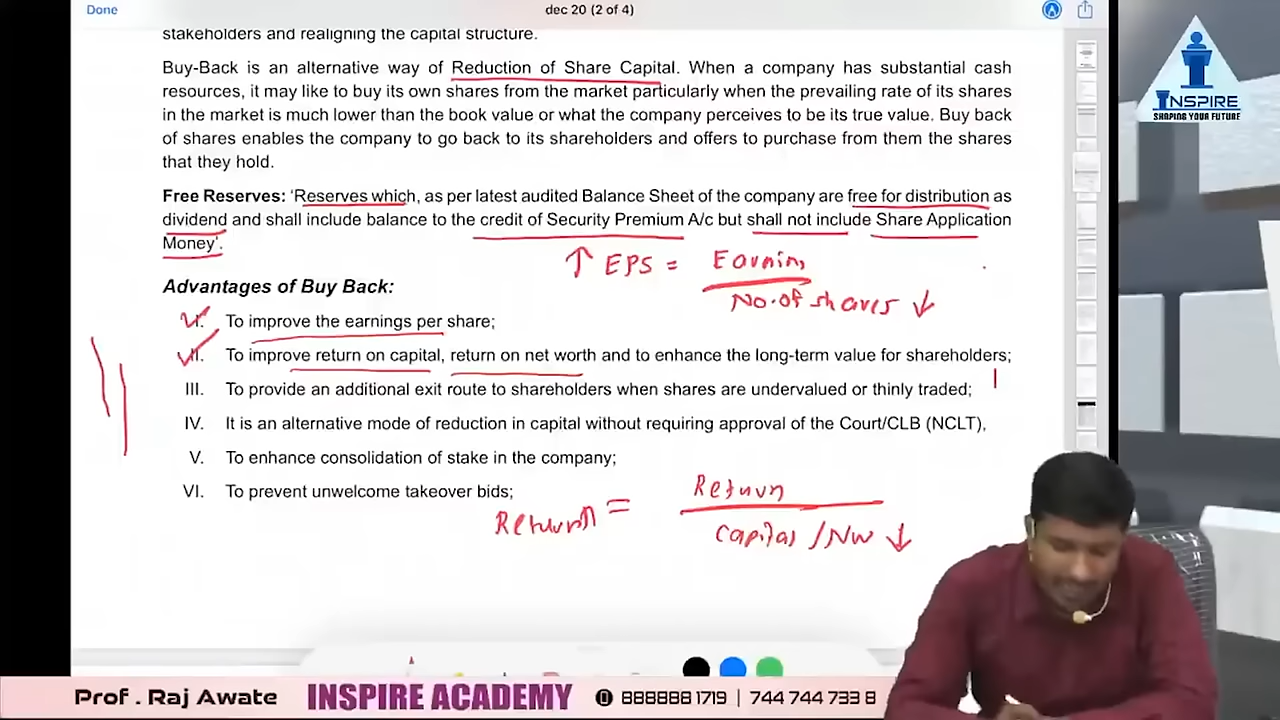 Done
dec 20 (2 of 4)
stakeholders and realigning the capital structure.
Buy-Back is an alternative way of Reduction of Share Capital. When a company has substantial cash
resources, it may like to buy its own shares from the market particularly when the prevailing rate of its shares
in the market is much lower than the book value or what the company perceives to be its true value. Buy back
of shares enables the company to go back to its shareholders and offers to purchase from them the shares
that they hold.
Free Reserves: ‘Reserves which, as per latest audited Balance Sheet of the company are free for distribution as
dividend and shall include balance to the credit of Security Premium A/c but shall not include Share Application
Money’.
↑ EPS = Earning
No. of shares ↓
Advantages of Buy Back:
I. To improve the earnings per share;
II. To improve return on capital, return on net worth and to enhance the long-term value for shareholders;
III. To provide an additional exit route to shareholders when shares are undervalued or thinly traded;
IV. It is an alternative mode of reduction in capital without requiring approval of the Court/CLB (NCLT),
V. To enhance consolidation of stake in the company;
VI. To prevent unwelcome takeover bids;
Return = Return
Capital / NW ↓
INSPIRE
SHAPING YOUR FUTURE
Prof . Raj Awate INSPIRE ACADEMY 888888 1719 | 744 744 733 8